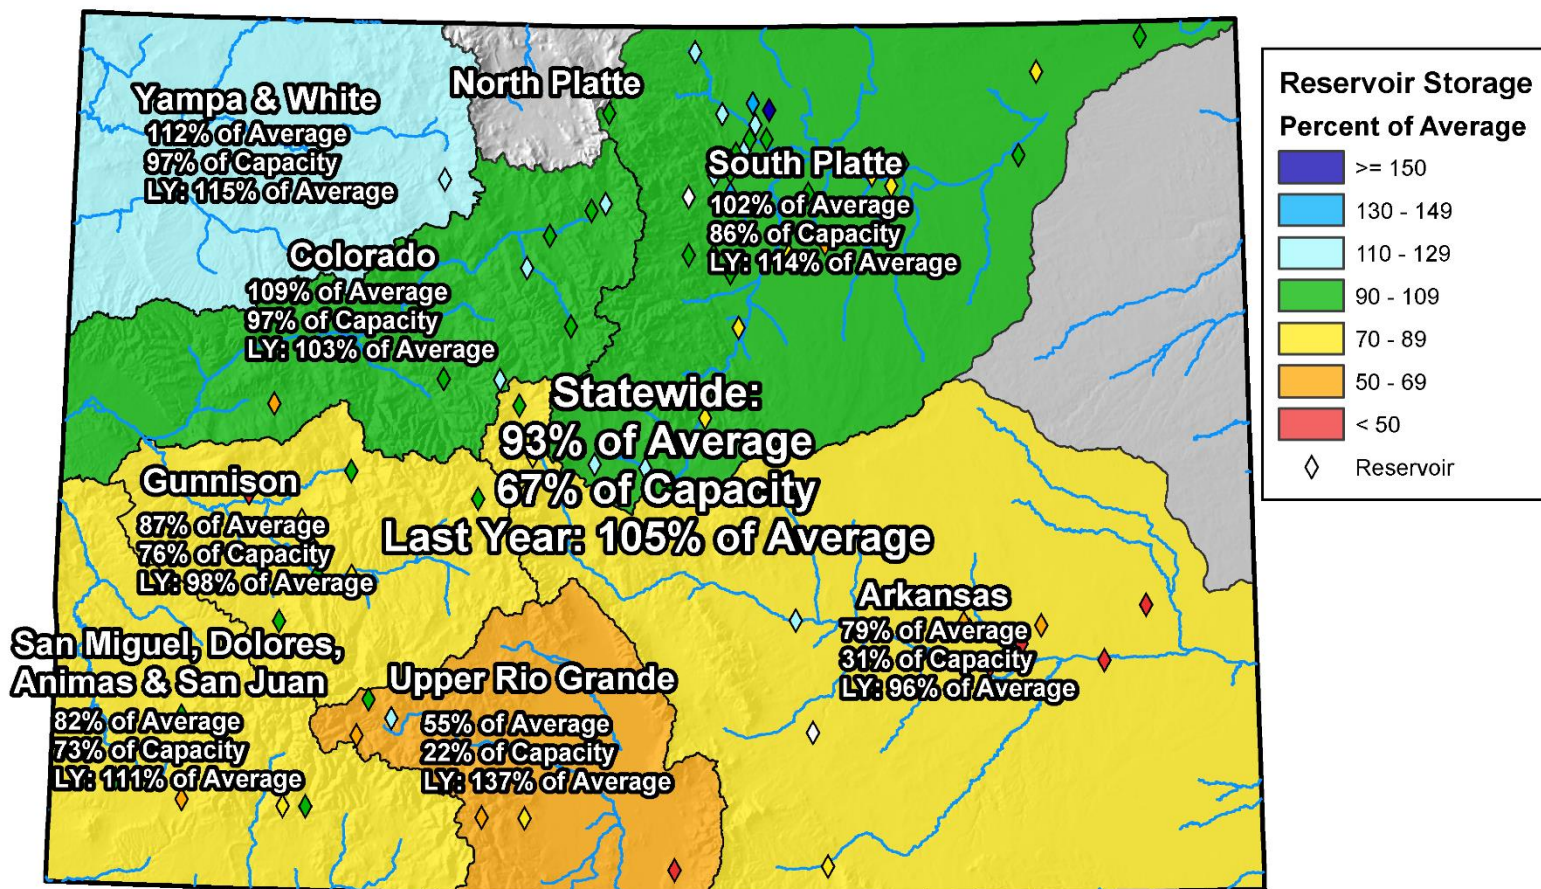 North Platte
Yampa & White
112% of Average
97% of Capacity
LY: 115% of Average
South Platte
102% of Average
86% of Capacity
LY: 114% of Average
Colorado
109% of Average
97% of Capacity
LY: 103% of Average
Statewide:
93% of Average
67% of Capacity
Last Year: 105% of Average
Gunnison
87% of Average
76% of Capacity
LY: 98% of Average
Arkansas
79% of Average
31% of Capacity
LY: 96% of Average
San Miguel, Dolores,
Animas & San Juan
82% of Average
73% of Capacity
LY: 111% of Average
Upper Rio Grande
55% of Average
22% of Capacity
LY: 137% of Average
Reservoir Storage
Percent of Average
>= 150
130 - 149
110 - 129
90 - 109
70 - 89
50 - 69
< 50
Reservoir